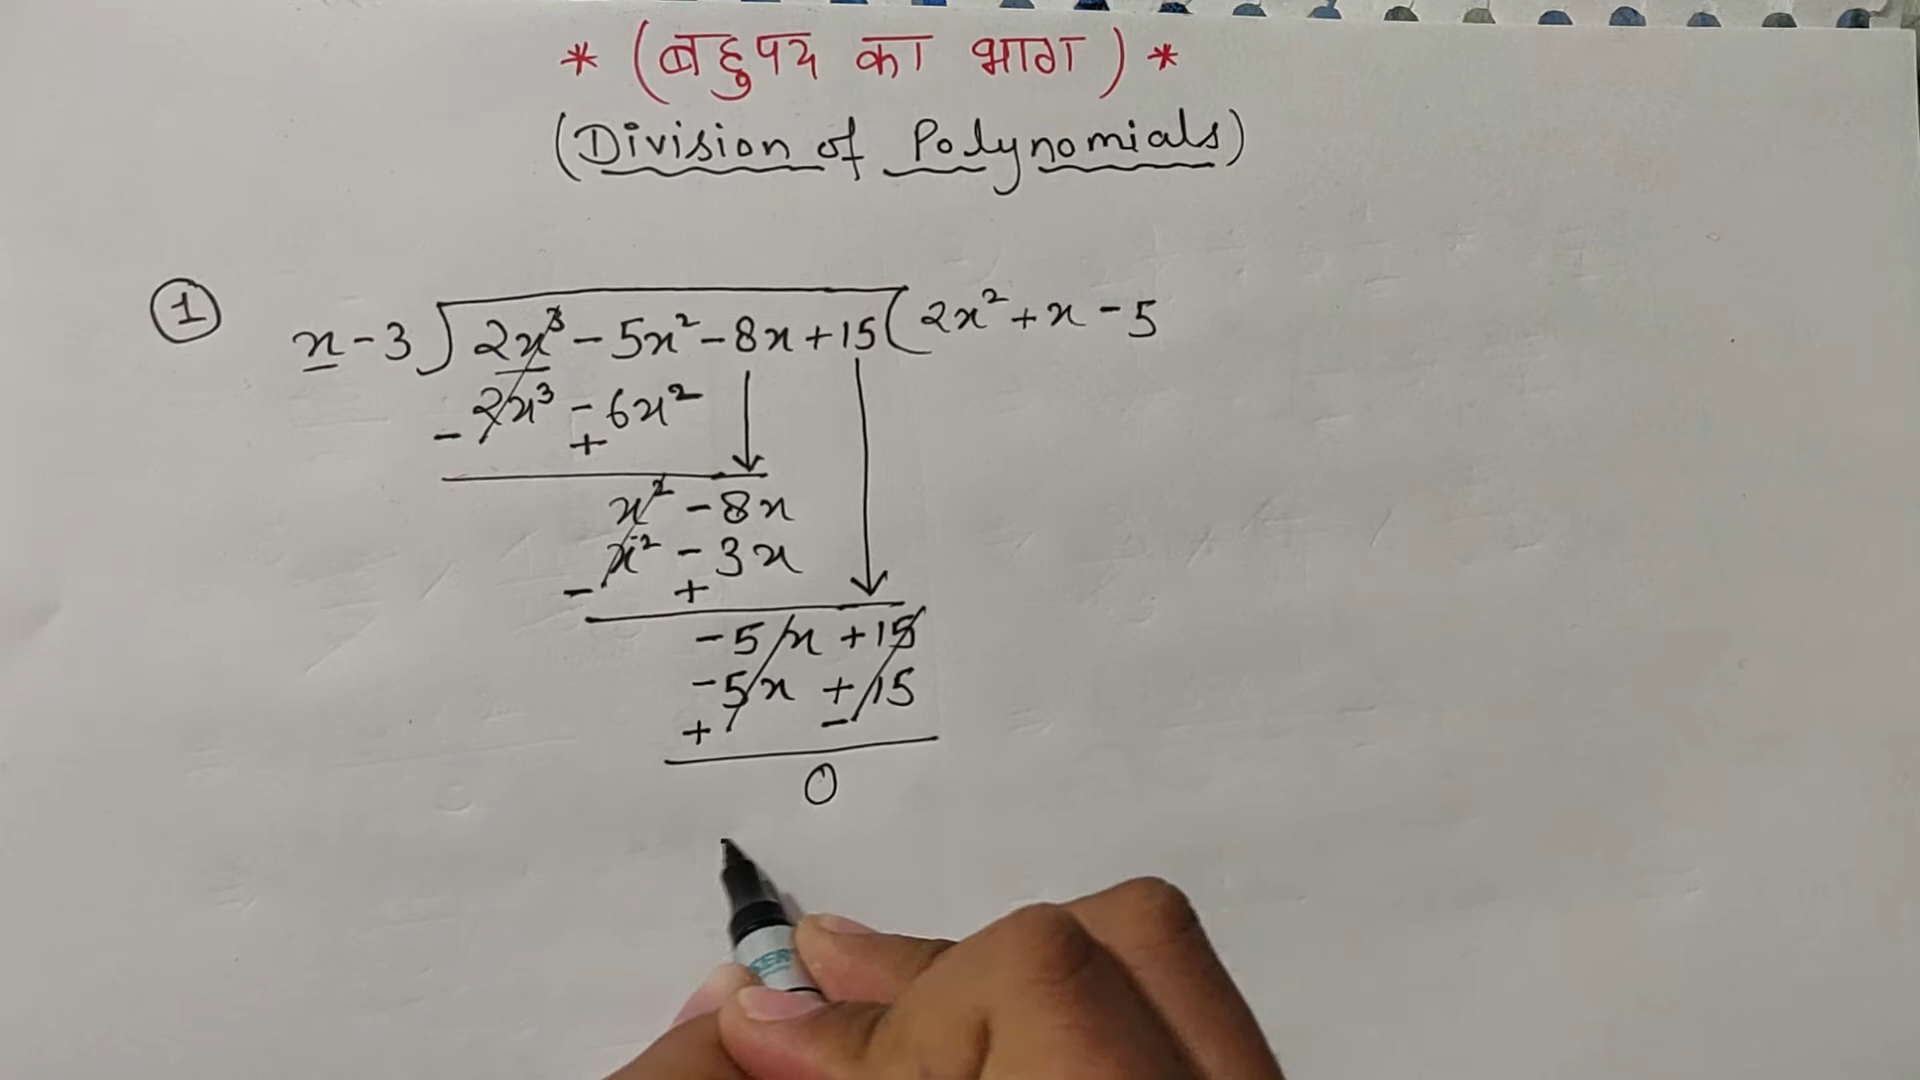 * (बहुपद का भाग) *
(Division of Polynomials)
① x-3) 2x³ - 5x² - 8x + 15 ( 2x² + x - 5
2x³ - 6x²
- +
x² - 8x
x² - 3x
- +
-5x + 15
-5x + 15
+ -
0